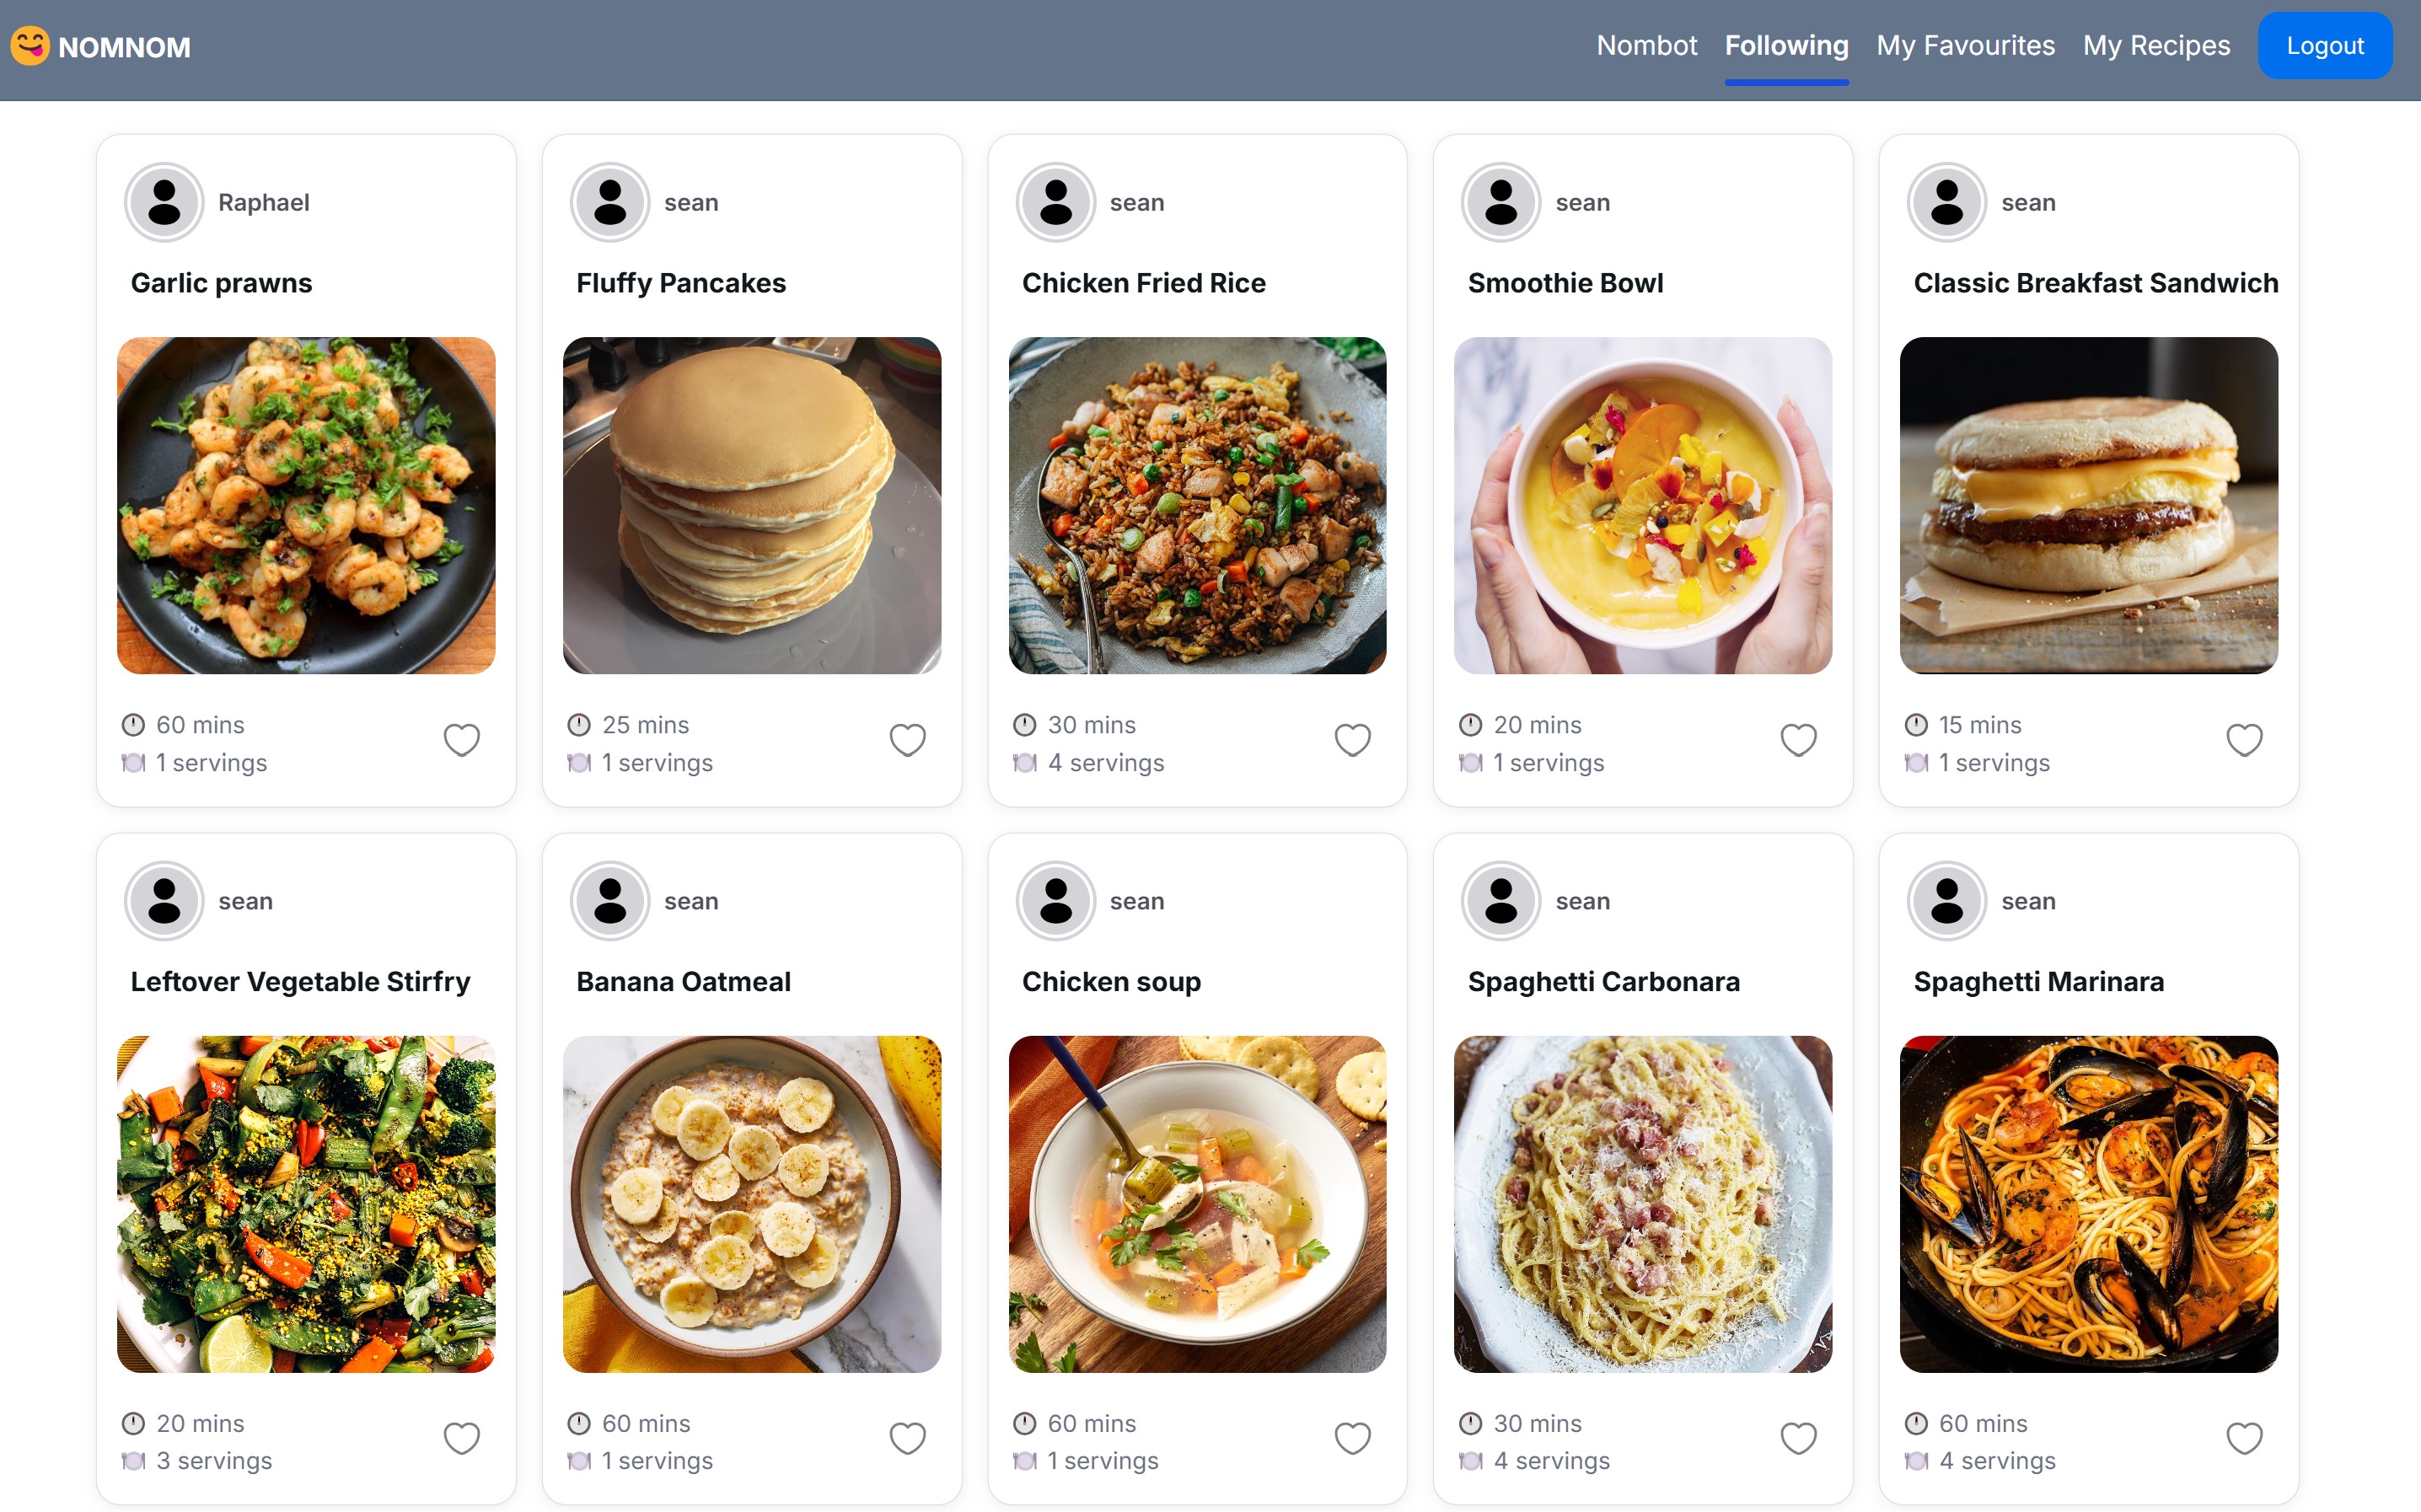 NOMNOM
Nombot Following My Favourites My Recipes Logout
Raphael
Garlic prawns
60 mins
1 servings
sean
Fluffy Pancakes
25 mins
1 servings
sean
Chicken Fried Rice
30 mins
4 servings
sean
Smoothie Bowl
20 mins
1 servings
sean
Classic Breakfast Sandwich
15 mins
1 servings
sean
Leftover Vegetable Stirfry
20 mins
3 servings
sean
Banana Oatmeal
60 mins
1 servings
sean
Chicken soup
60 mins
1 servings
sean
Spaghetti Carbonara
30 mins
4 servings
sean
Spaghetti Marinara
60 mins
4 servings